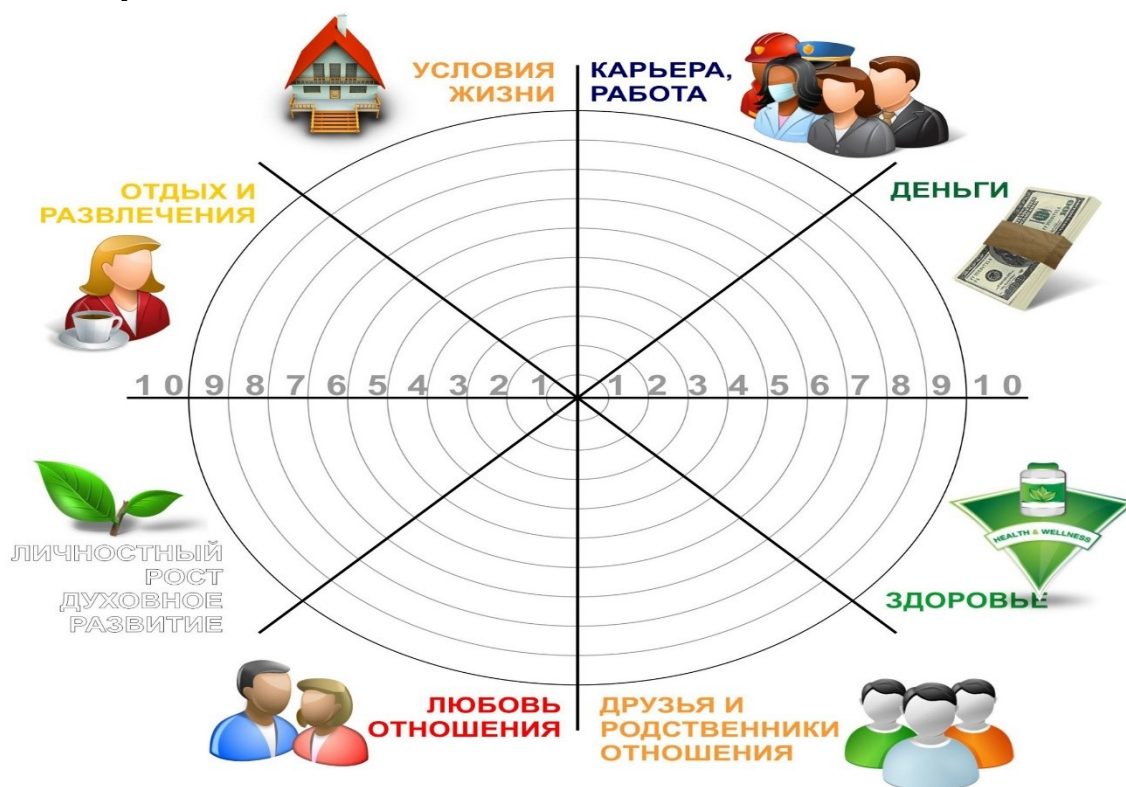 УСЛОВИЯ
ЖИЗНИ
КАРЬЕРА,
РАБОТА
ОТДЫХ И
РАЗВЛЕЧЕНИЯ
ДЕНЬГИ
10 9 8 7 6 5 4 3 2 1 1 2 3 4 5 6 7 8 9 10
ЛИЧНОСТНЫЙ
РОСТ
ДУХОВНОЕ
РАЗВИТИЕ
HEALTH & WELLNESS
ЗДОРОВЬЕ
ЛЮБОВЬ
ОТНОШЕНИЯ
ДРУЗЬЯ И
РОДСТВЕННИКИ
ОТНОШЕНИЯ